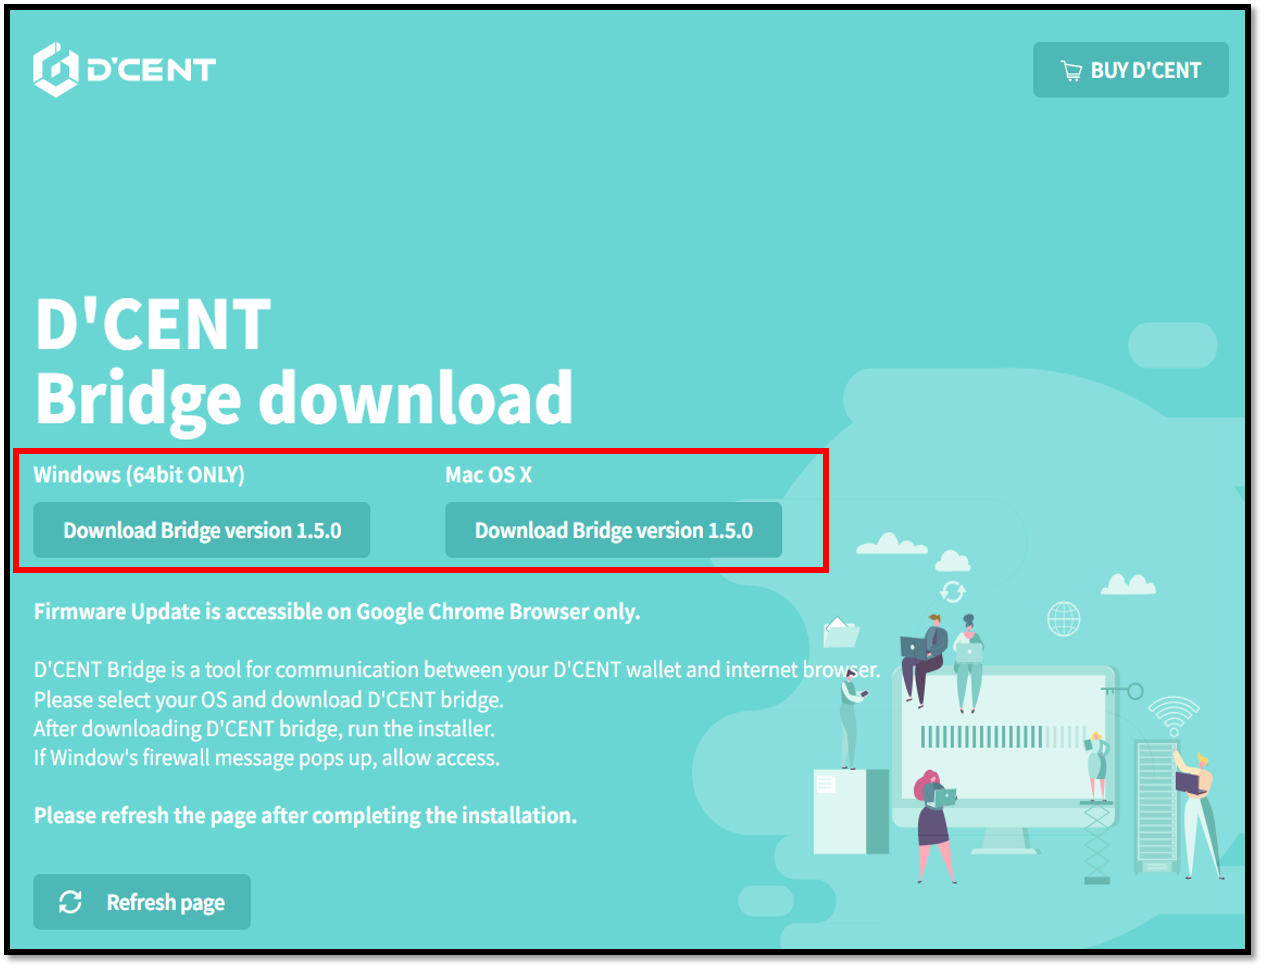 D'CENT
BUY D'CENT
D'CENT
Bridge download
Windows (64bit ONLY)
Mac OS X
Download Bridge version 1.5.0
Download Bridge version 1.5.0
Firmware Update is accessible on Google Chrome Browser only.
D'CENT Bridge is a tool for communication between your D'CENT wallet and internet browser.
Please select your OS and download D'CENT bridge.
After downloading D'CENT bridge, run the installer.
If Window's firewall message pops up, allow access.
Please refresh the page after completing the installation.
Refresh page